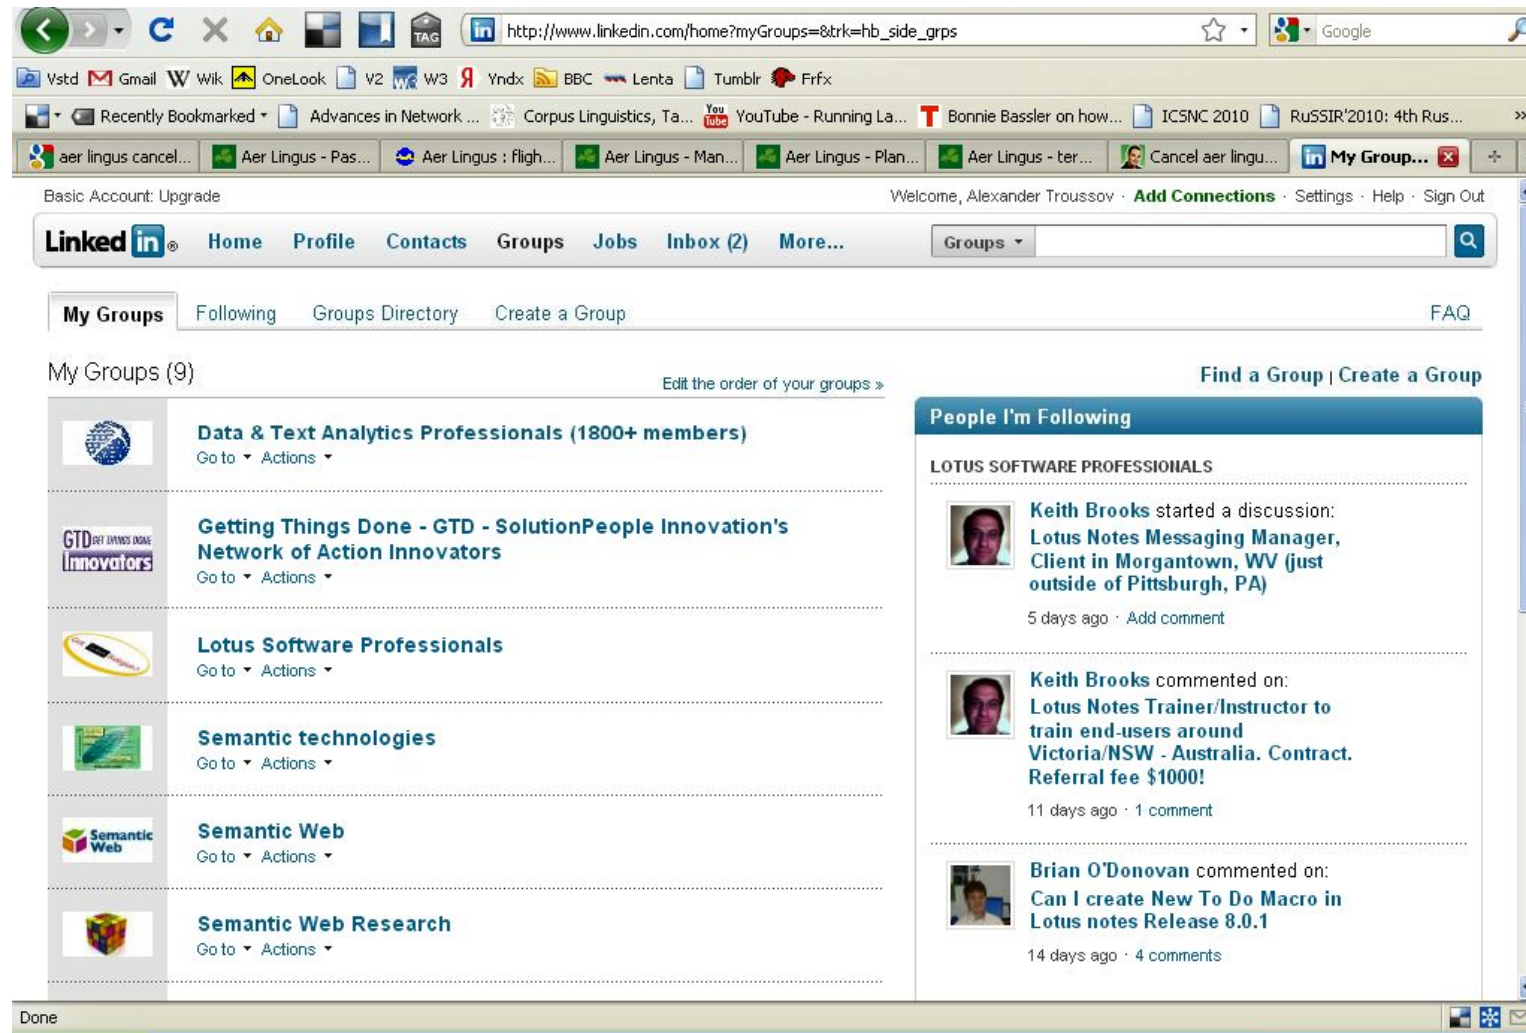 TAG
http://www.linkedin.com/home?myGroups=&trk=hb_side_grps
Google
Vstd Gmail Wik OneLook V2 W3 Yndx BBC Lenta Tumblr Frfx
Recently Bookmarked Advances in Network ... Corpus Linguistics, Ta... YouTube - Running La... Bonnie Bassler on how... ICSNC 2010 RuSSIR'2010: 4th Rus... »
aer lingus cancel... Aer Lingus - Pas... Aer Lingus : fligh... Aer Lingus - Man... Aer Lingus - Plan... Aer Lingus - ter... Cancel aer lingu... My Group...
Basic Account: Upgrade
Welcome, Alexander Troussov · Add Connections · Settings · Help · Sign Out
Linked in ® Home Profile Contacts Groups Jobs Inbox (2) More... Groups
My Groups Following Groups Directory Create a Group FAQ
My Groups (9)
Edit the order of your groups »
Data & Text Analytics Professionals (1800+ members)
Go to Actions
GTD GET THINGS DONE
Innovators
Getting Things Done - GTD - SolutionPeople Innovation's
Network of Action Innovators
Go to Actions
Lotus Software Professionals
Go to Actions
Semantic technologies
Go to Actions
Semantic
Web
Semantic Web
Go to Actions
Semantic Web Research
Go to Actions
Find a Group | Create a Group
People I'm Following
LOTUS SOFTWARE PROFESSIONALS
Keith Brooks started a discussion:
Lotus Notes Messaging Manager,
Client in Morgantown, WV (just
outside of Pittsburgh, PA)
5 days ago · Add comment
Keith Brooks commented on:
Lotus Notes Trainer/Instructor to
train end-users around
Victoria/NSW - Australia. Contract.
Referral fee $1000!
11 days ago · 1 comment
Brian O'Donovan commented on:
Can I create New To Do Macro in
Lotus notes Release 8.0.1
14 days ago · 4 comments
Done